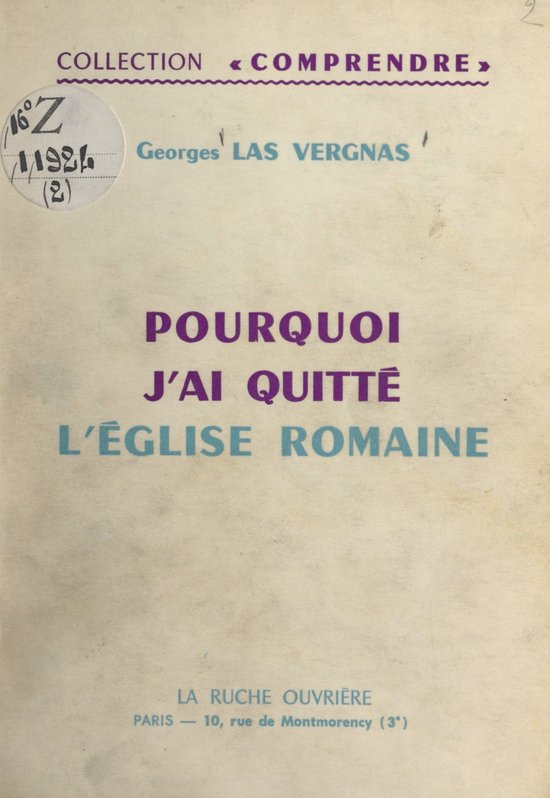 2
COLLECTION « COMPRENDRE »
16° Z
11924
(2)
Georges LAS VERGNAS
POURQUOI
J'AI QUITTÉ
L'ÉGLISE ROMAINE
LA RUCHE OUVRIÈRE
PARIS — 10, rue de Montmorency (3e)